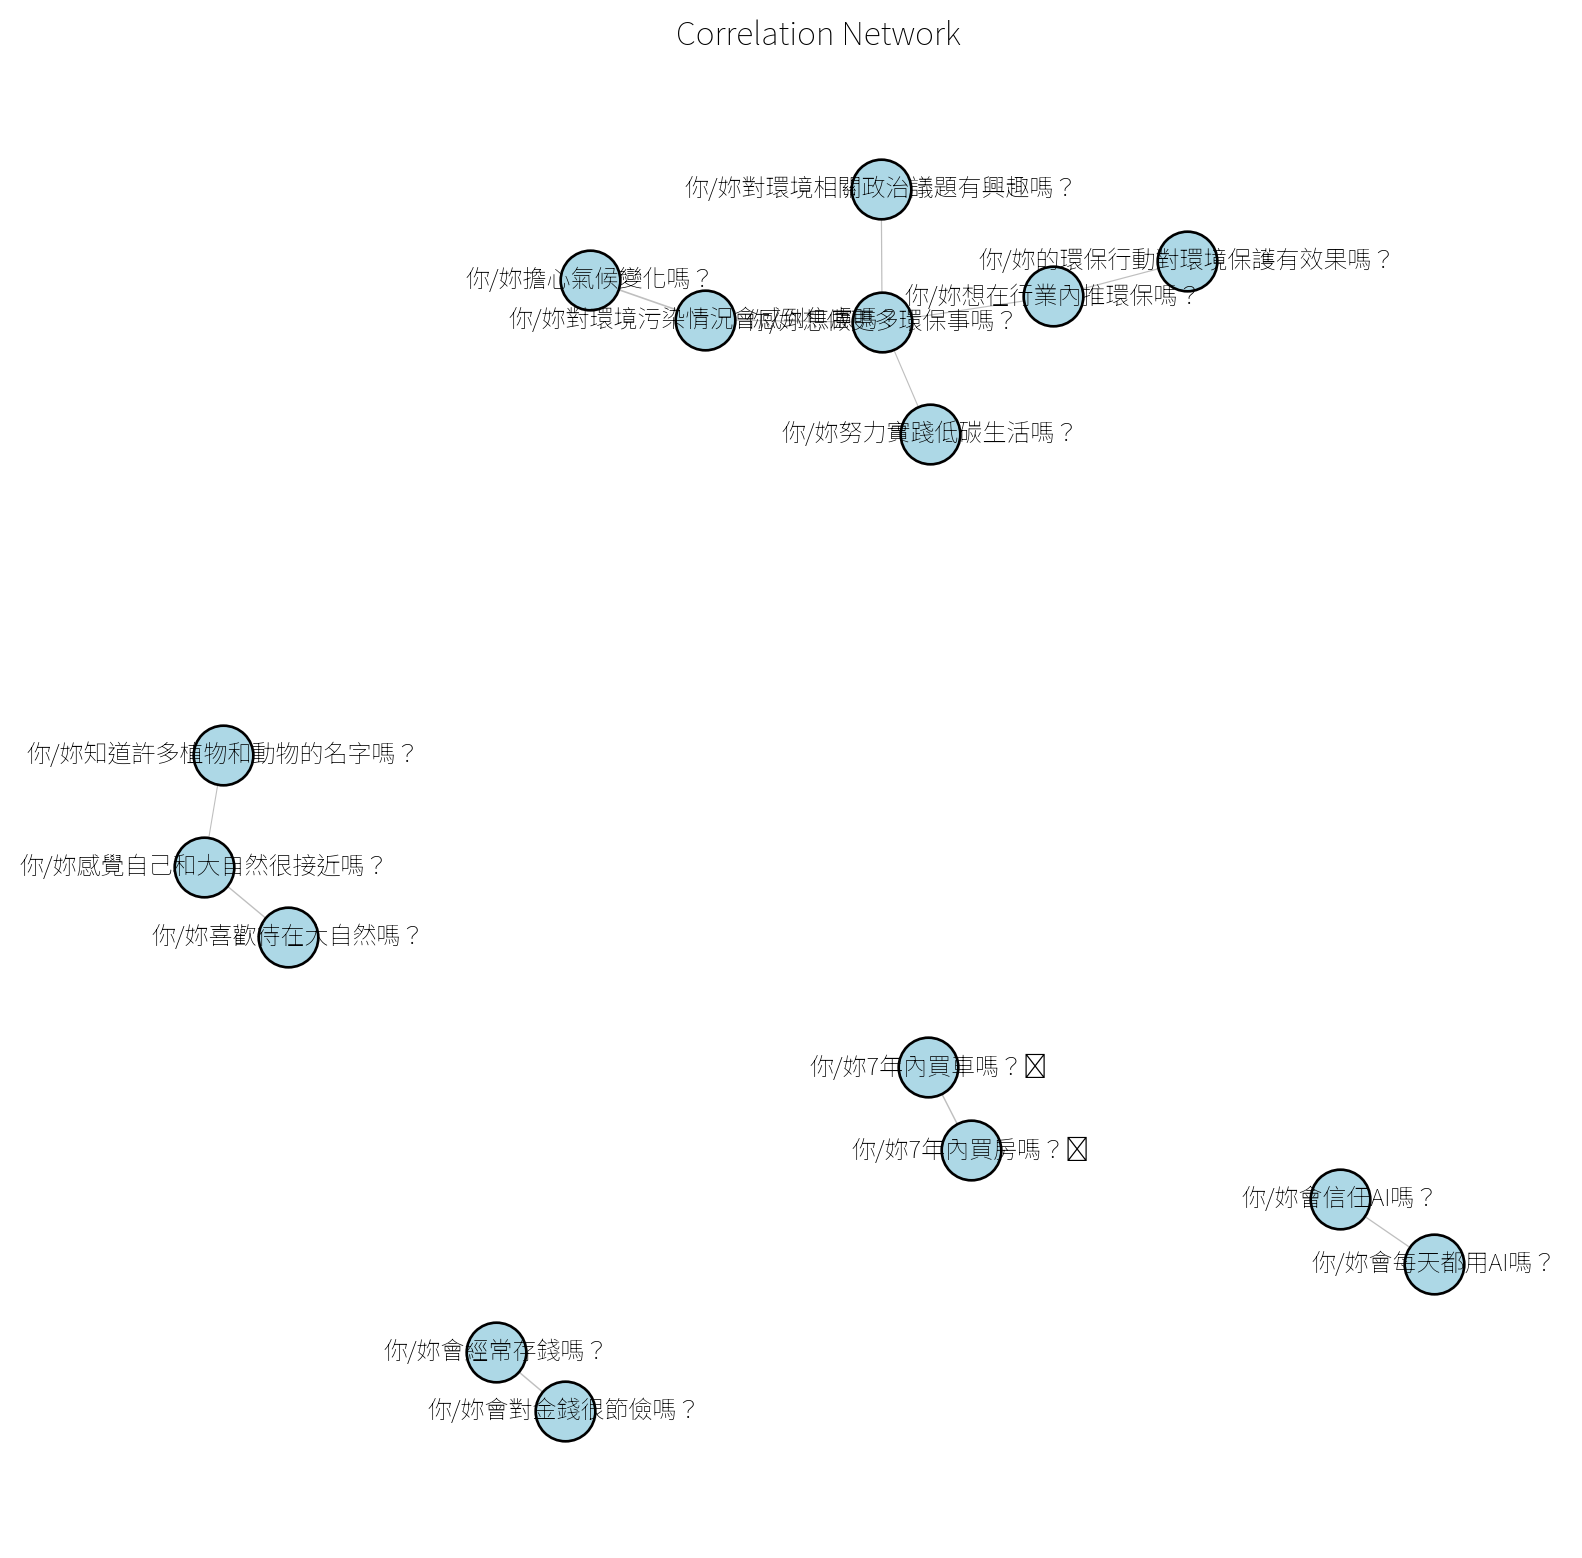 Correlation Network
你/妳對環境相關政治議題有興趣嗎？
你/妳的環保行動對環境保護有效果嗎？
你/妳擔心氣候變化嗎？
你/妳想在行業內推環保嗎？
你/妳對環境污染情況會感到焦慮嗎？
你/妳想做更多環保事嗎？
你/妳努力實踐低碳生活嗎？
你/妳知道許多植物和動物的名字嗎？
你/妳感覺自己和大自然很接近嗎？
你/妳喜歡待在大自然嗎？
你/妳7年內買車嗎？
你/妳7年內買房嗎？
你/妳會信任AI嗎？
你/妳會每天都用AI嗎？
你/妳會經常存錢嗎？
你/妳會對金錢很節儉嗎？